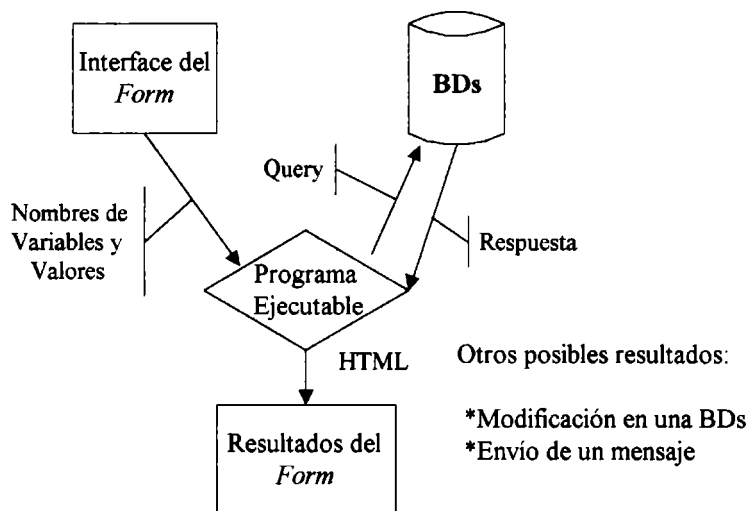 Interface del
Form
BDs
Query
Nombres de
Variables y
Valores
Respuesta
Programa
Ejecutable
HTML
Otros posibles resultados:
*Modificación en una BDs
*Envío de un mensaje
Resultados del
Form